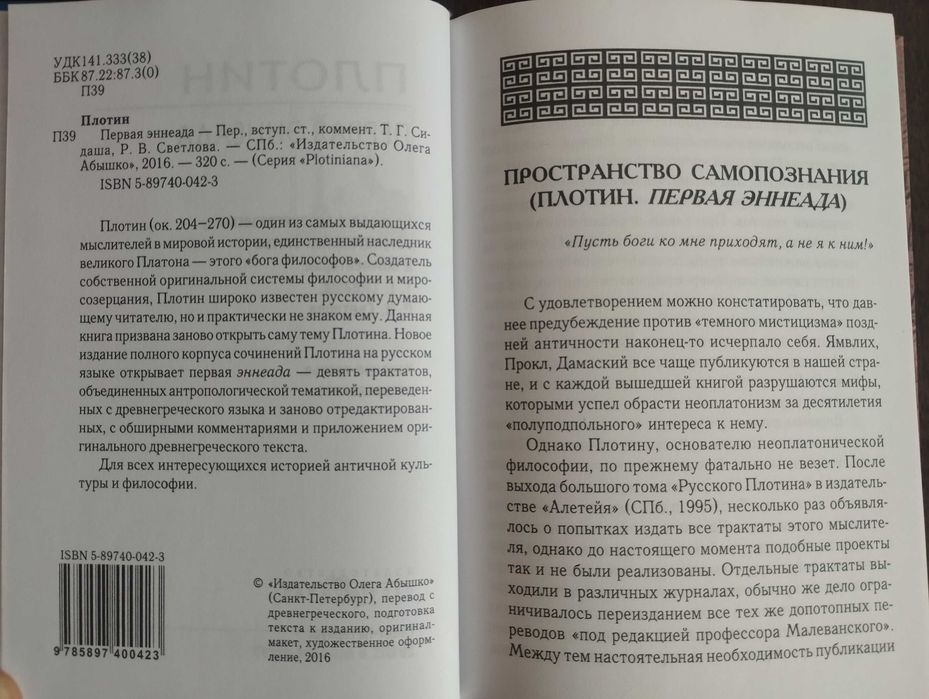 УДК141.333(38)
ББК87.22:87.3(0)
П39
Плотин
П39 Первая эннеада — Пер., вступ. ст., коммент. Т. Г. Си-
даша, Р. В. Светлова. — СПб.: «Издательство Олега
Абышко», 2016. — 320 с. — (Серия «Plotiniana»).
ISBN 5-89740-042-3
Плотин (ок. 204–270) — один из самых выдающихся
мыслителей в мировой истории, единственный наследник
великого Платона — этого «бога философов». Создатель
собственной оригинальной системы философии и миро-
созерцания, Плотин широко известен русскому думаю-
щему читателю, но и практически не знаком ему. Данная
книга призвана заново открыть саму тему Плотина. Новое
издание полного корпуса сочинений Плотина на русском
языке открывает первая эннеада — девять трактатов,
объединенных антропологической тематикой, переведен-
ных с древнегреческого языка и заново отредактирован-
ных, с обширными комментариями и приложением ори-
гинального древнегреческого текста.
Для всех интересующихся историей античной куль-
туры и философии.
ISBN 5-89740-042-3
9 785897 400423
© «Издательство Олега Абышко»
(Санкт-Петербург), перевод с
древнегреческого, подготовка
текста к изданию, оригинал-
макет, художественное оформ-
ление, 2016
ПРОСТРАНСТВО САМОПОЗНАНИЯ
(ПЛОТИН. ПЕРВАЯ ЭННЕАДА)
«Пусть боги ко мне приходят, а не я к ним!»
С удовлетворением можно констатировать, что дав-
нее предубеждение против «темного мистицизма» позд-
ней античности наконец-то исчерпало себя. Ямвлих,
Прокл, Дамаский все чаще публикуются в нашей стра-
не, и с каждой вышедшей книгой разрушаются мифы,
которыми успел обрасти неоплатонизм за десятилетия
«полуподпольного» интереса к нему.
Однако Плотину, основателю неоплатонической
философии, по прежнему фатально не везет. После
выхода большого тома «Русского Плотина» в издатель-
стве «Алетейя» (СПб., 1995), несколько раз объявля-
лось о попытках издать все трактаты этого мыслите-
ля, однако до настоящего момента подобные проекты
так и не были реализованы. Отдельные трактаты вы-
ходили в различных журналах, обычно же дело огра-
ничивалось переизданием все тех же допотопных пе-
реводов «под редакцией профессора Малеванского».
Между тем настоятельная необходимость публикации